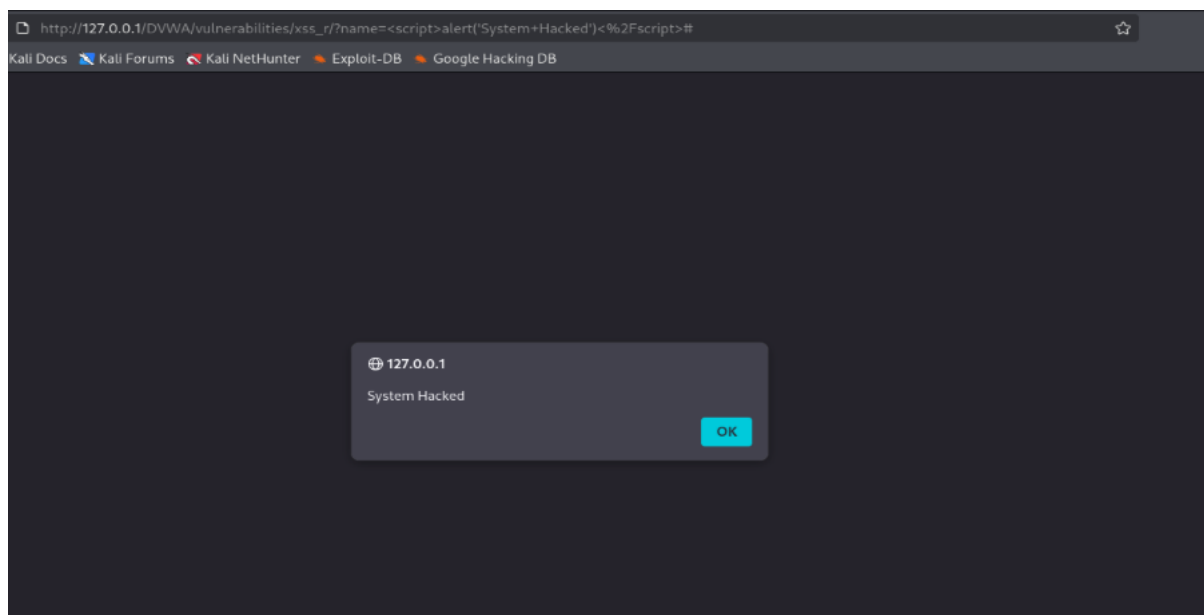 http://127.0.0.1/DVWA/vulnerabilities/xss_r/?name=<script>alert('System+Hacked')<%2Fscript>#
Kali Docs Kali Forums Kali NetHunter Exploit-DB Google Hacking DB
127.0.0.1
System Hacked
OK